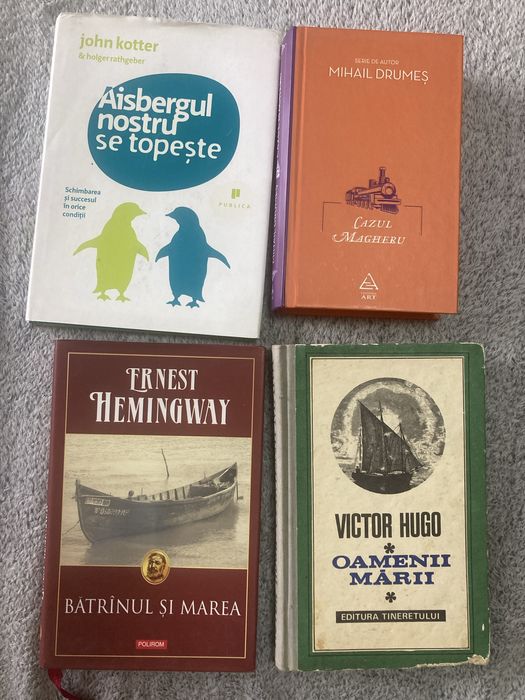 john kotter
& holger rathgeber
Aisbergul
nostru
se topește
Schimbarea
și succesul
în orice
condiții
PUBLICA
SERIE DE AUTOR
MIHAIL DRUMEȘ
CAZUL
MAGHERU
ART
ERNEST
HEMINGWAY
BĂTRÎNUL ȘI MAREA
POLIROM
VICTOR HUGO
OAMENII
MĂRII
EDITURA TINERETULUI